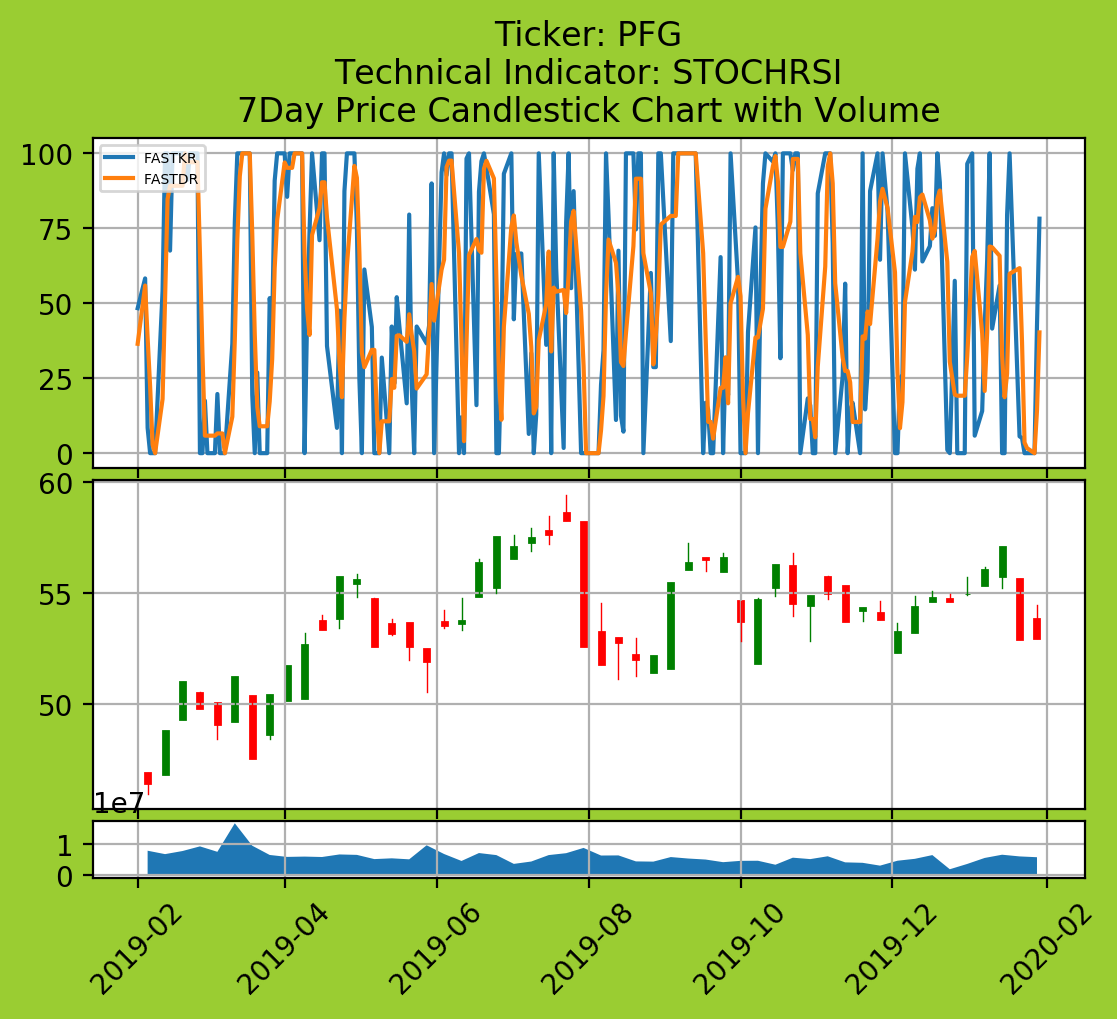 Ticker: PFG
Technical Indicator: STOCHRSI
7Day Price Candlestick Chart with Volume
100
75
50
25
0
FASTKR
FASTDR
60
55
50
1e7
1
0
2019-02
2019-04
2019-06
2019-08
2019-10
2019-12
2020-02